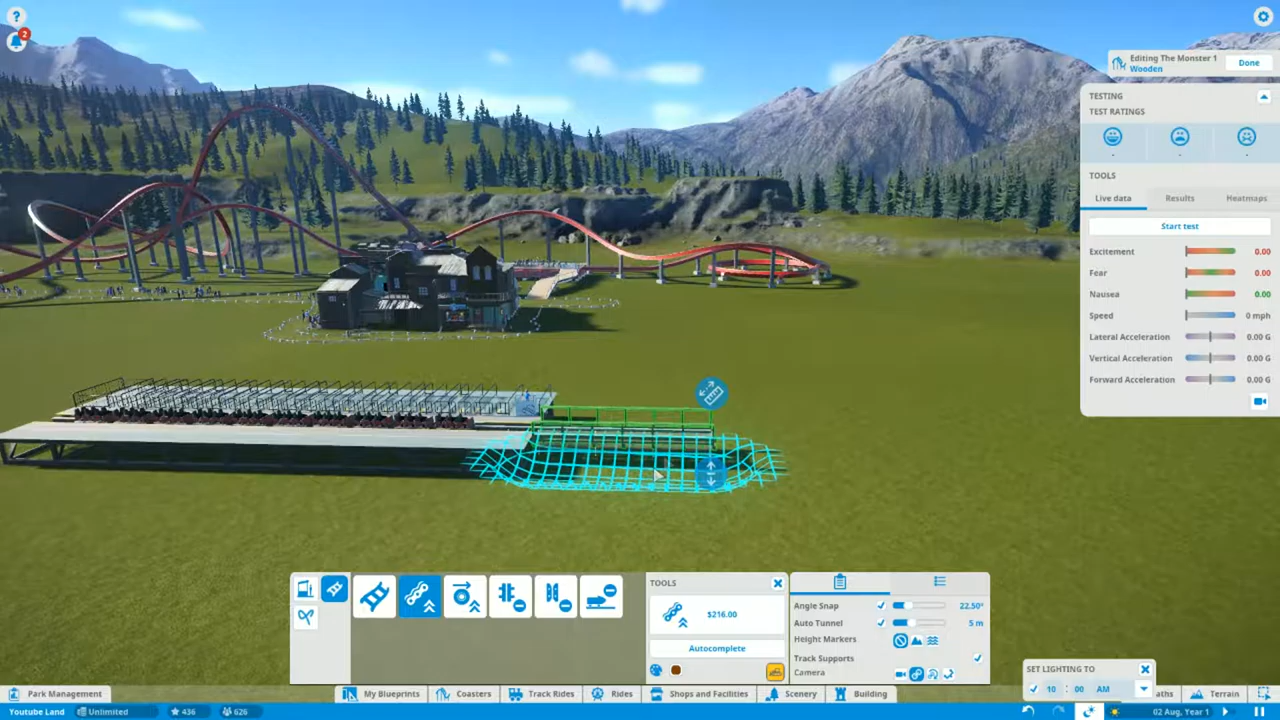 ?
2
Editing The Monster 1
Wooden
Done
TESTING
TEST RATINGS
-
-
-
TOOLS
Live data
Results
Heatmaps
Start test
Excitement
0.00
Fear
0.00
Nausea
0.00
Speed
0 mph
Lateral Acceleration
0.00 G
Vertical Acceleration
0.00 G
Forward Acceleration
0.00 G
TOOLS
$216.00
Autocomplete
Angle Snap
22.50°
Auto Tunnel
5 m
Height Markers
Track Supports
Camera
SET LIGHTING TO
10 : 00 AM
Park Management
My Blueprints
Coasters
Track Rides
Rides
Shops and Facilities
Scenery
Building
aths
Terrain
Youtube Land
Unlimited
436
626
02 Aug, Year 1